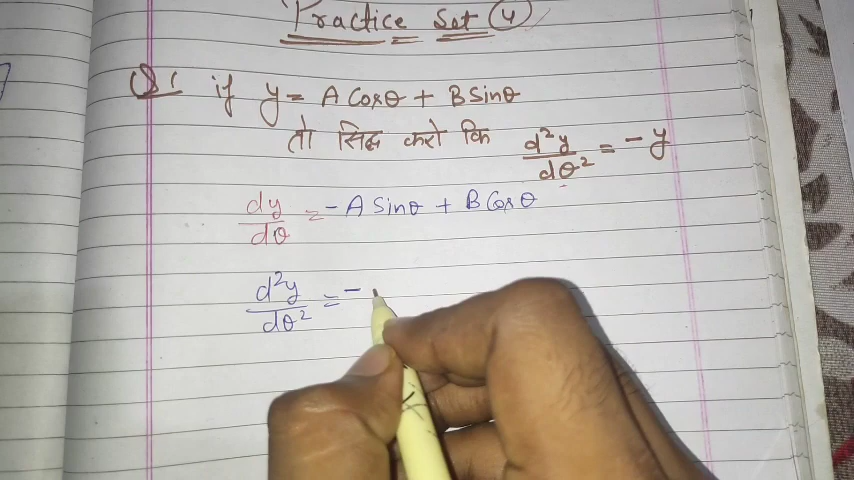 Practice Set 4
Q1 if y = A Cosθ + B Sinθ
तो सिद्ध करो कि d²y/dθ² = -y
dy/dθ = -A Sinθ + B Cosθ
d²y/dθ² = -